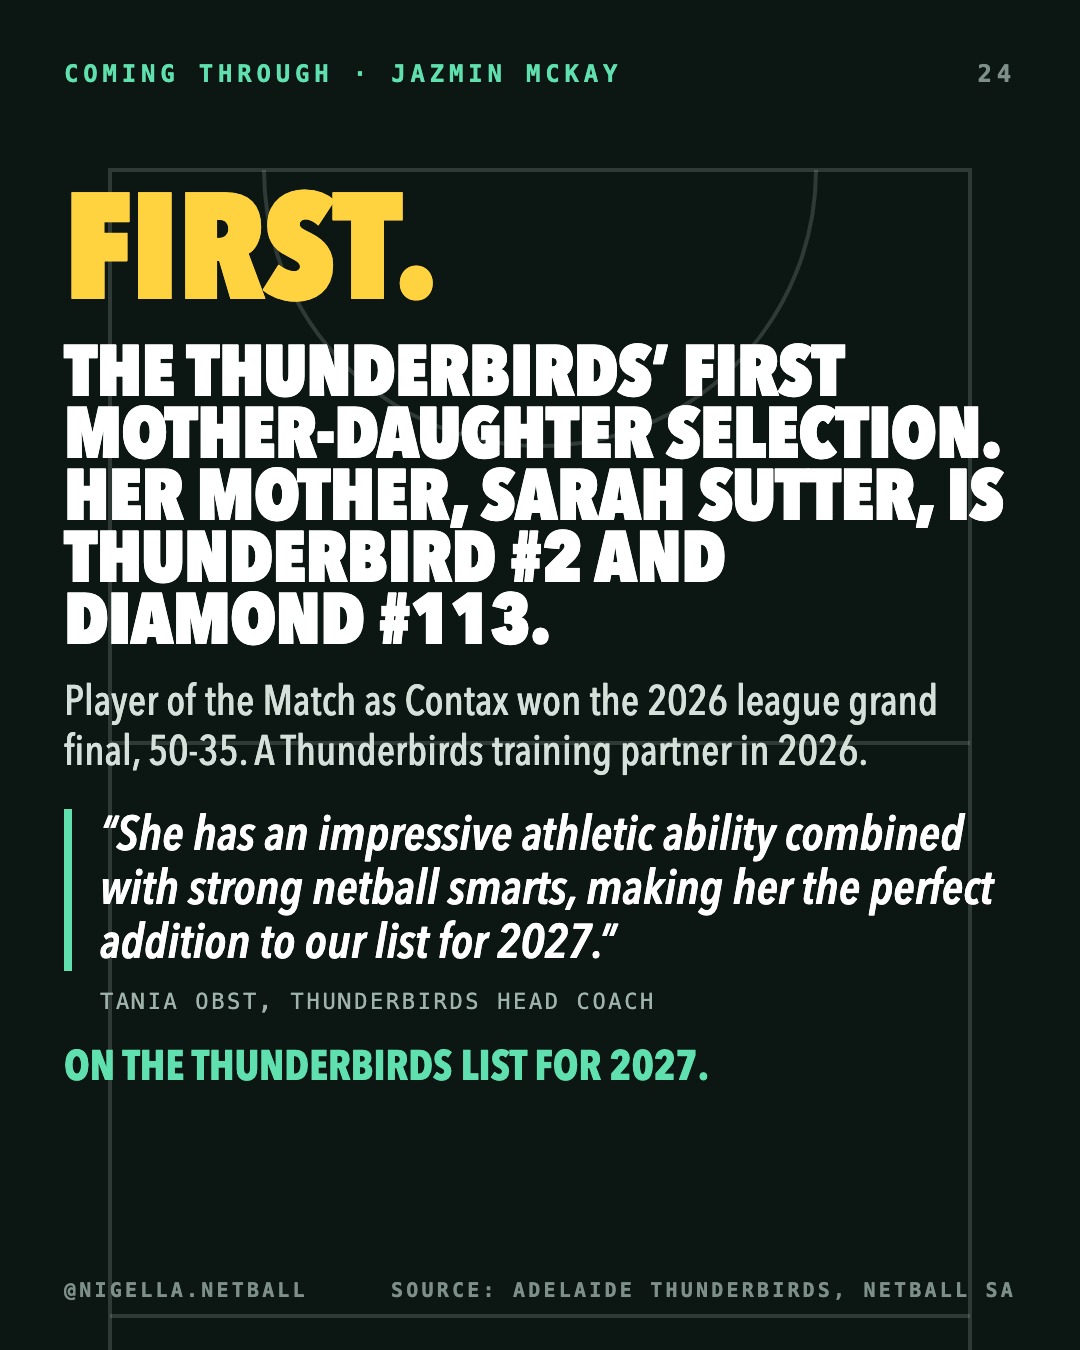 COMING THROUGH · JAZMIN MCKAY
24
FIRST.
THE THUNDERBIRDS’ FIRST
MOTHER-DAUGHTER SELECTION.
HER MOTHER, SARAH SUTTER, IS
THUNDERBIRD #2 AND
DIAMOND #113.
Player of the Match as Contax won the 2026 league grand
final, 50-35. A Thunderbirds training partner in 2026.
“She has an impressive athletic ability combined
with strong netball smarts, making her the perfect
addition to our list for 2027.”
TANIA OBST, THUNDERBIRDS HEAD COACH
ON THE THUNDERBIRDS LIST FOR 2027.
@NIGELLA.NETBALL
SOURCE: ADELAIDE THUNDERBIRDS, NETBALL SA